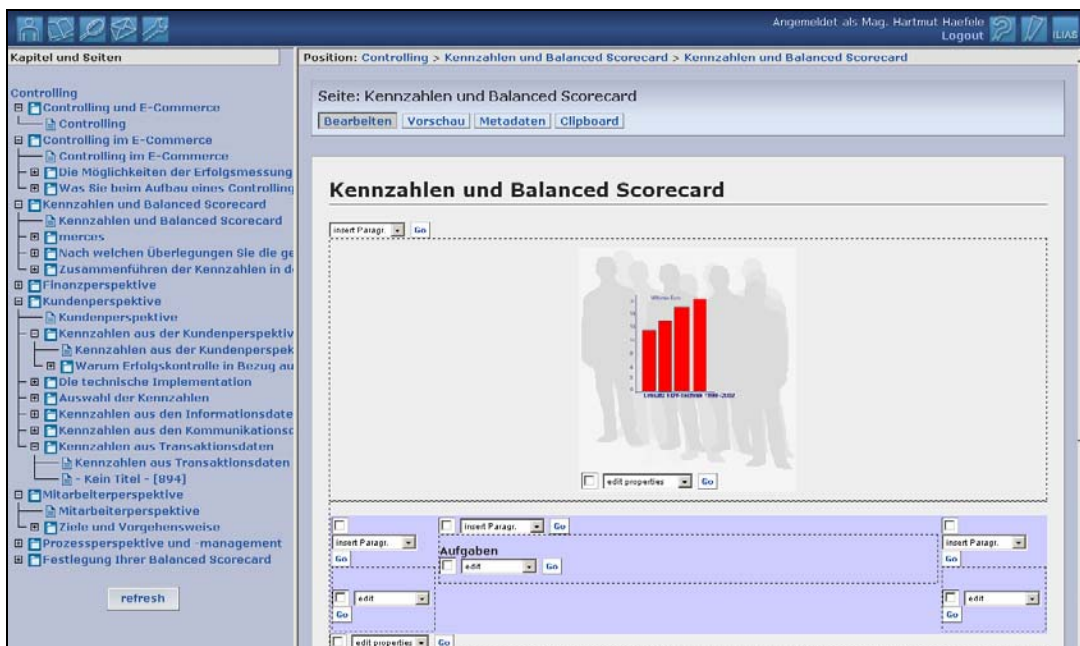 Angemeldet als Mag. Hartmut Haefele
Logout
ILIAS
Kapitel und Seiten
Controlling
Controlling und E-Commerce
Controlling
Controlling im E-Commerce
Controlling im E-Commerce
Die Möglichkeiten der Erfolgsmessung
Was Sie beim Aufbau eines Controlling
Kennzahlen und Balanced Scorecard
Kennzahlen und Balanced Scorecard
merces
Nach welchen Überlegungen Sie die ge
Zusammenführen der Kennzahlen in d
Finanzperspektive
Kundenperspektive
Kundenperspektive
Kennzahlen aus der Kundenperspektiv
Kennzahlen aus der Kundenperspek
Warum Erfolgskontrolle in Bezug au
Die technische Implementation
Auswahl der Kennzahlen
Kennzahlen aus den Informationsdate
Kennzahlen aus den Kommunikationsd
Kennzahlen aus Transaktionsdaten
Kennzahlen aus Transaktionsdaten
- Kein Titel - [894]
Mitarbeiterperspektive
Mitarbeiterperspektive
Ziele und Vorgehensweise
Prozessperspektive und -management
Festlegung Ihrer Balanced Scorecard
refresh
Position: Controlling > Kennzahlen und Balanced Scorecard > Kennzahlen und Balanced Scorecard
Seite: Kennzahlen und Balanced Scorecard
Bearbeiten Vorschau Metadaten Clipboard
Kennzahlen und Balanced Scorecard
insert Paragr. Go
edit properties Go
insert Paragr. Go
edit Go
insert Paragr. Go
Aufgaben
edit Go
insert Paragr. Go
edit Go
edit properties Go